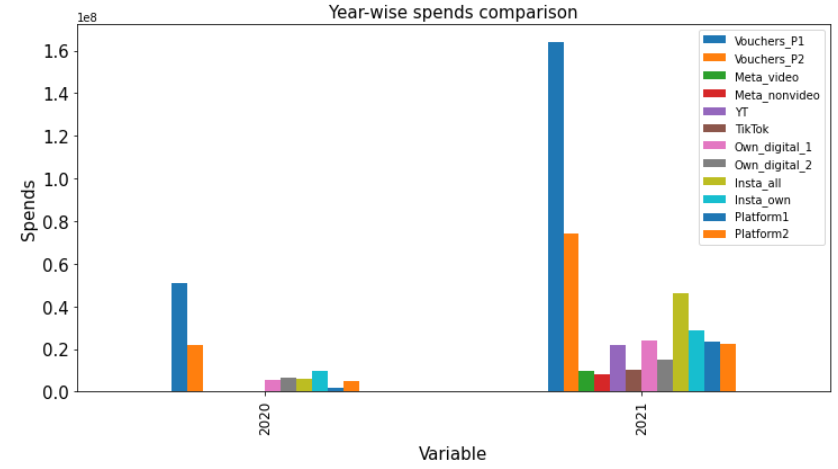 Year-wise spends comparison
1e8
1.6
1.4
1.2
1.0
0.8
0.6
0.4
0.2
0.0
Spends
Vouchers_P1
Vouchers_P2
Meta_video
Meta_nonvideo
YT
TikTok
Own_digital_1
Own_digital_2
Insta_all
Insta_own
Platform1
Platform2
2020
2021
Variable